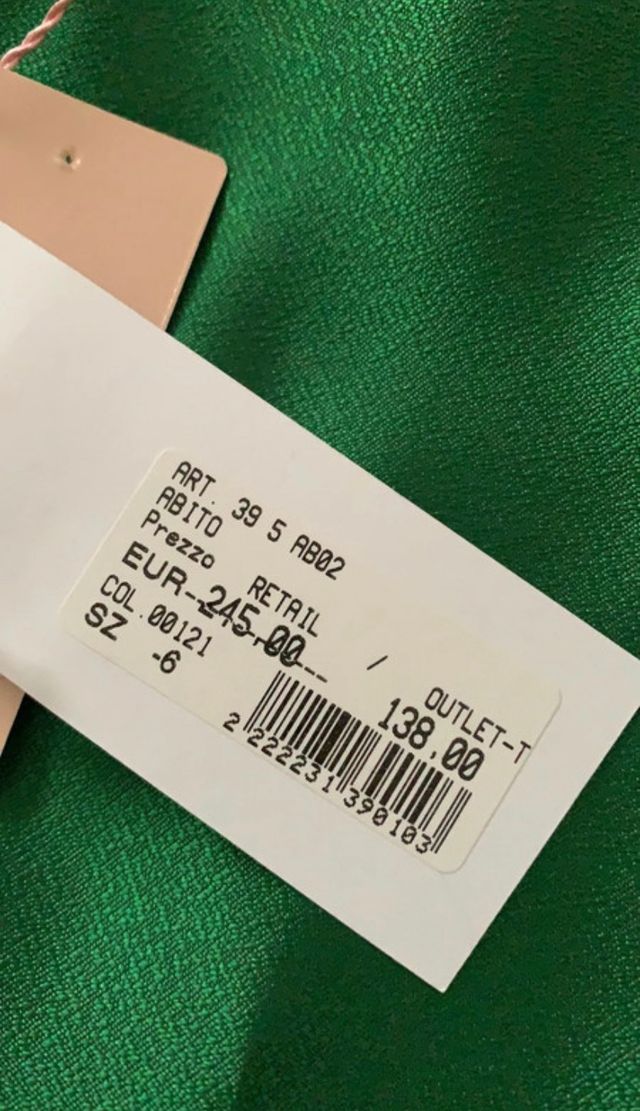 ART. 39 5 AB02
ABITO
Prezzo RETAIL / OUTLET-T
EUR 245,00 138,00
COL.00121
SZ -6
2 222231 390103